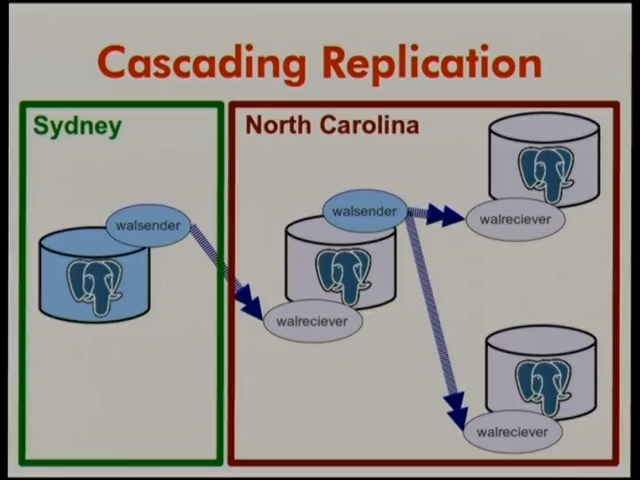 Cascading Replication
Sydney
North Carolina
walsender
walreciever
walsender
walreciever
walreciever